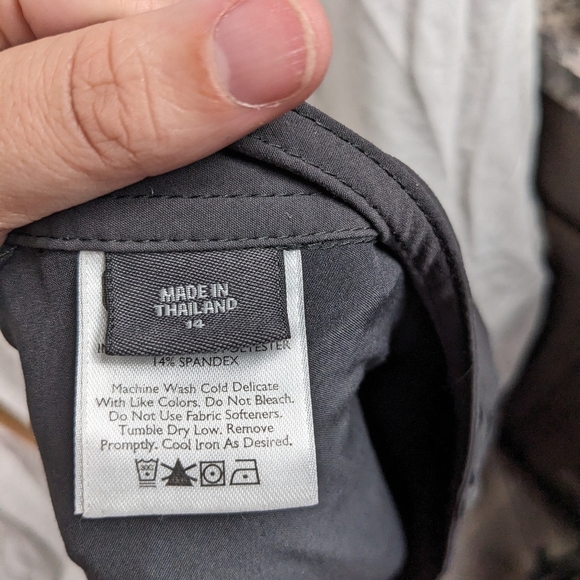 MADE IN
THAILAND
14
14% SPANDEX
Machine Wash Cold Delicate
With Like Colors. Do Not Bleach.
Do Not Use Fabric Softeners.
Tumble Dry Low. Remove
Promptly. Cool Iron As Desired.